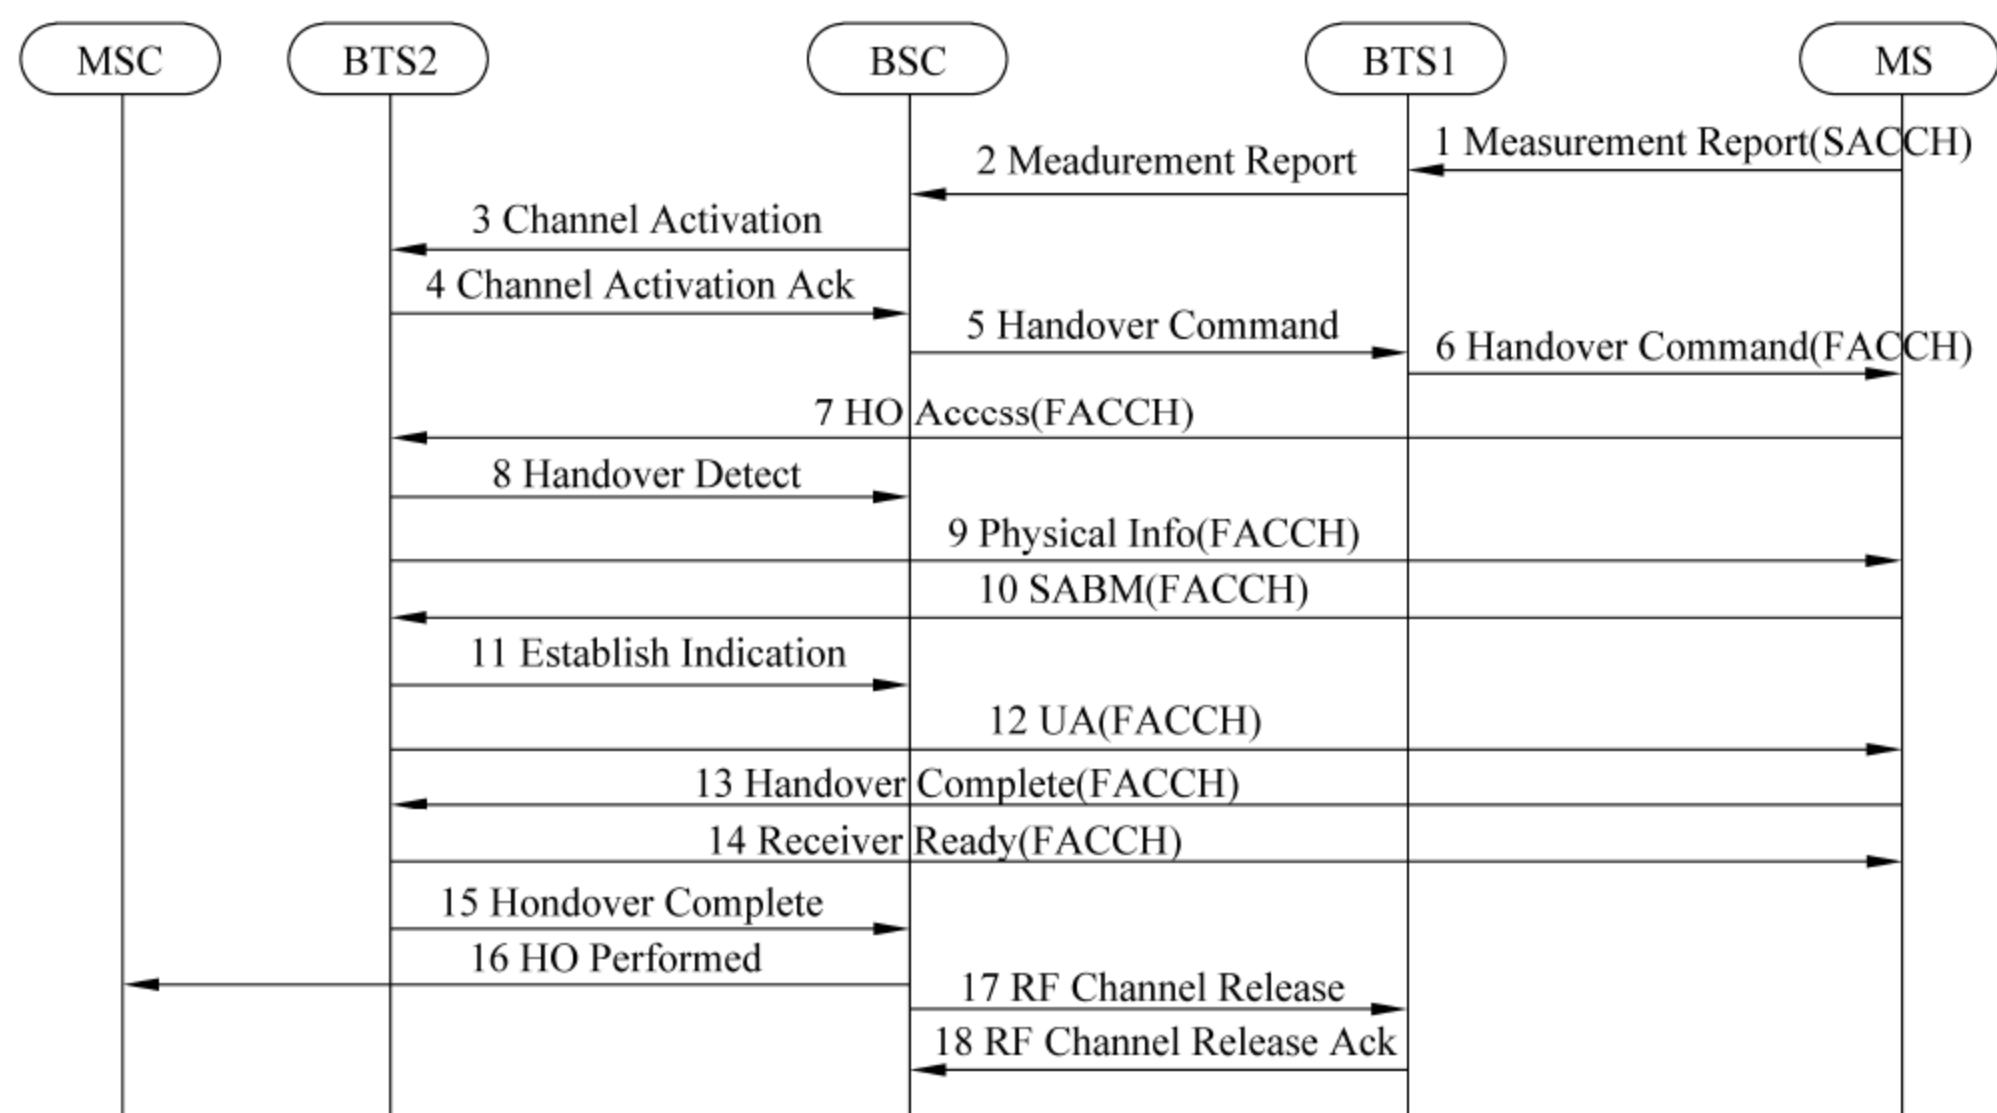 MSC
BTS2
BSC
BTS1
MS
1 Measurement Report(SACCH)
2 Meadurement Report
3 Channel Activation
4 Channel Activation Ack
5 Handover Command
6 Handover Command(FACCH)
7 HO Acccss(FACCH)
8 Handover Detect
9 Physical Info(FACCH)
10 SABM(FACCH)
11 Establish Indication
12 UA(FACCH)
13 Handover Complete(FACCH)
14 Receiver Ready(FACCH)
15 Hondover Complete
16 HO Performed
17 RF Channel Release
18 RF Channel Release Ack